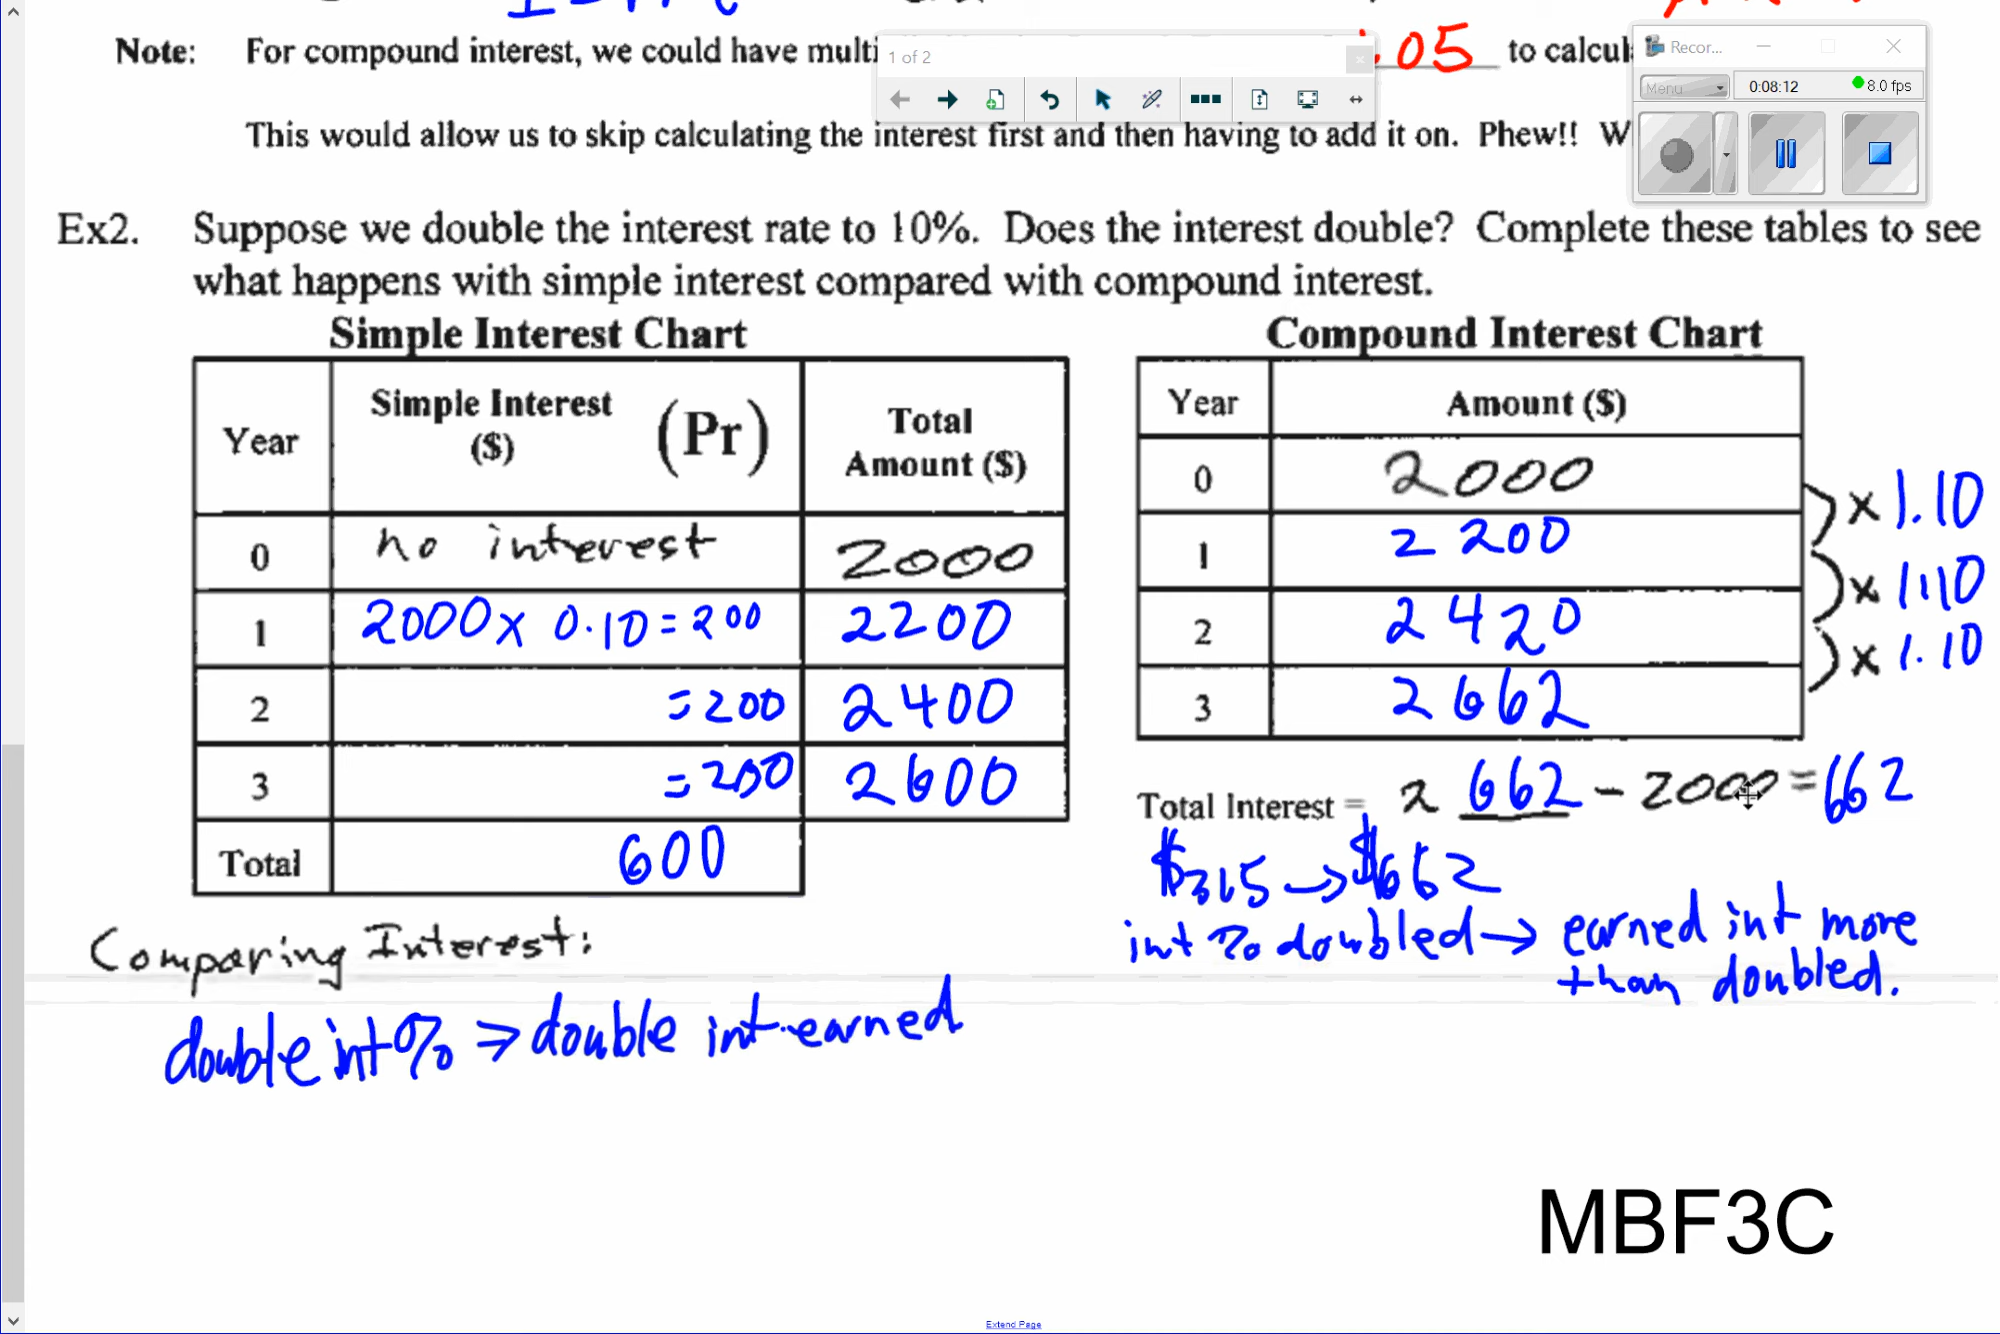 Note: For compound interest, we could have multi .05 to calcul
1 of 2
Recor...
Menu 0:08:12 8.0 fps
This would allow us to skip calculating the interest first and then having to add it on. Phew!! W
Ex2. Suppose we double the interest rate to 10%. Does the interest double? Complete these tables to see
what happens with simple interest compared with compound interest.
Simple Interest Chart
Year Simple Interest ($) (Pr) Total Amount ($)
0 no interest 2000
1 2000 x 0.10 = 200 2200
2 = 200 2400
3 = 200 2600
Total 600
Comparing Interest:
double int % => double int earned
Compound Interest Chart
Year Amount ($)
0 2000
1 2200
2 2420
3 2662
x 1.10
x 1.10
x 1.10
Total Interest = 2 662 - 2000 = 662
$315 → $662
int % doubled → earned int more
than doubled.
MBF3C
Extend Page